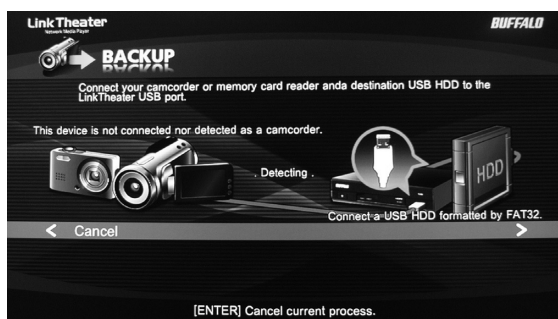 LinkTheater
Network Media Player
BUFFALO
BACKUP
Connect your camcorder or memory card reader anda destination USB HDD to the
LinkTheater USB port.
This device is not connected nor detected as a camcorder.
. Detecting .
HDD
Connect a USB HDD formatted by FAT32.
< Cancel >
[ENTER] Cancel current process.